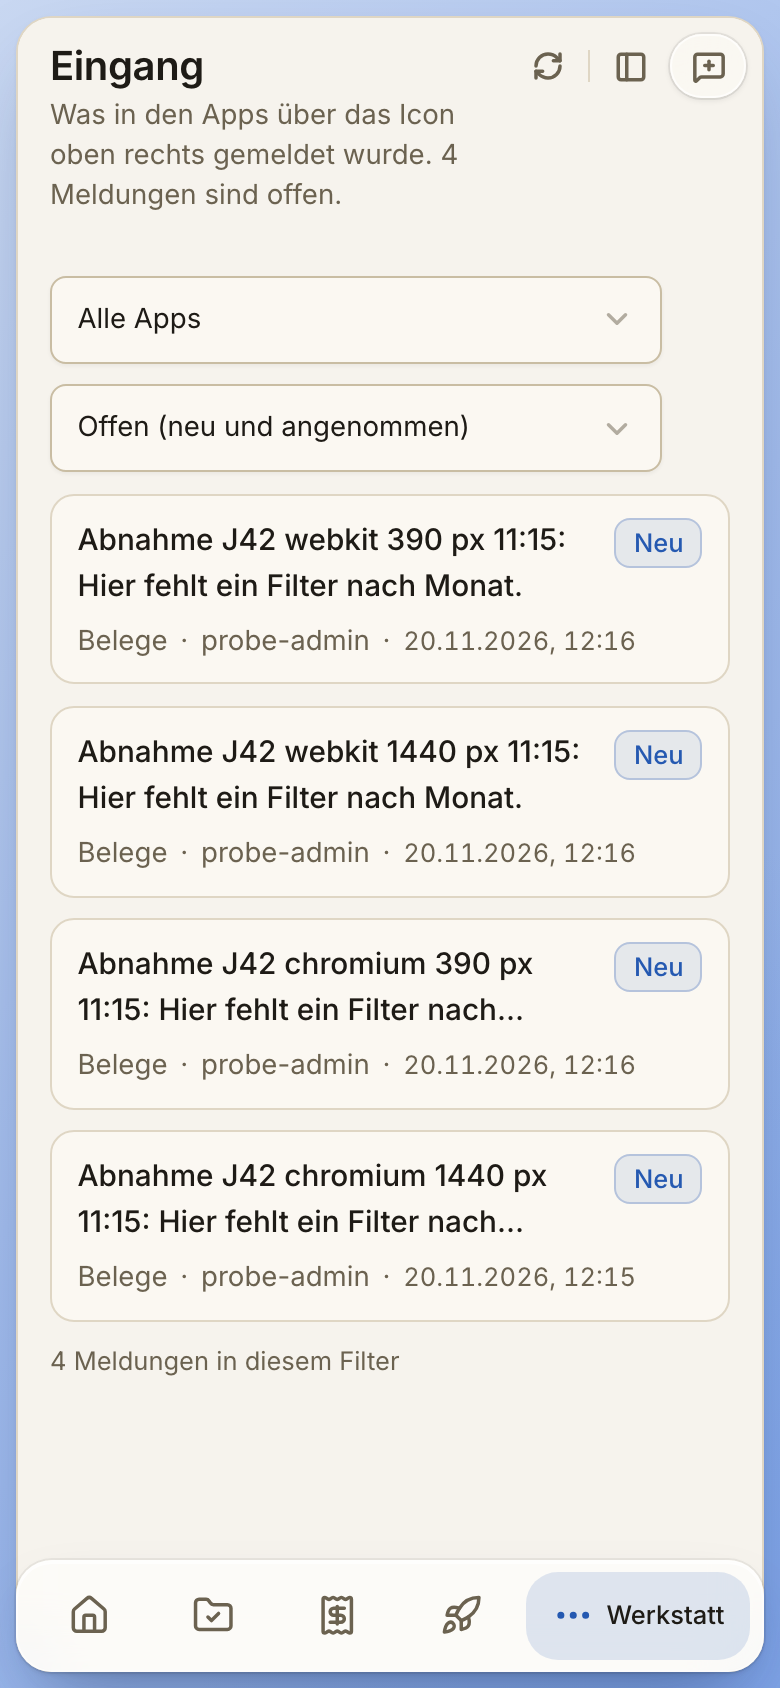 Eingang
Was in den Apps über das Icon
oben rechts gemeldet wurde. 4
Meldungen sind offen.
Alle Apps
Offen (neu und angenommen)
Abnahme J42 webkit 390 px 11:15:
Hier fehlt ein Filter nach Monat.
Neu
Belege · probe-admin · 20.11.2026, 12:16
Abnahme J42 webkit 1440 px 11:15:
Hier fehlt ein Filter nach Monat.
Neu
Belege · probe-admin · 20.11.2026, 12:16
Abnahme J42 chromium 390 px
11:15: Hier fehlt ein Filter nach...
Neu
Belege · probe-admin · 20.11.2026, 12:16
Abnahme J42 chromium 1440 px
11:15: Hier fehlt ein Filter nach...
Neu
Belege · probe-admin · 20.11.2026, 12:15
4 Meldungen in diesem Filter
Werkstatt